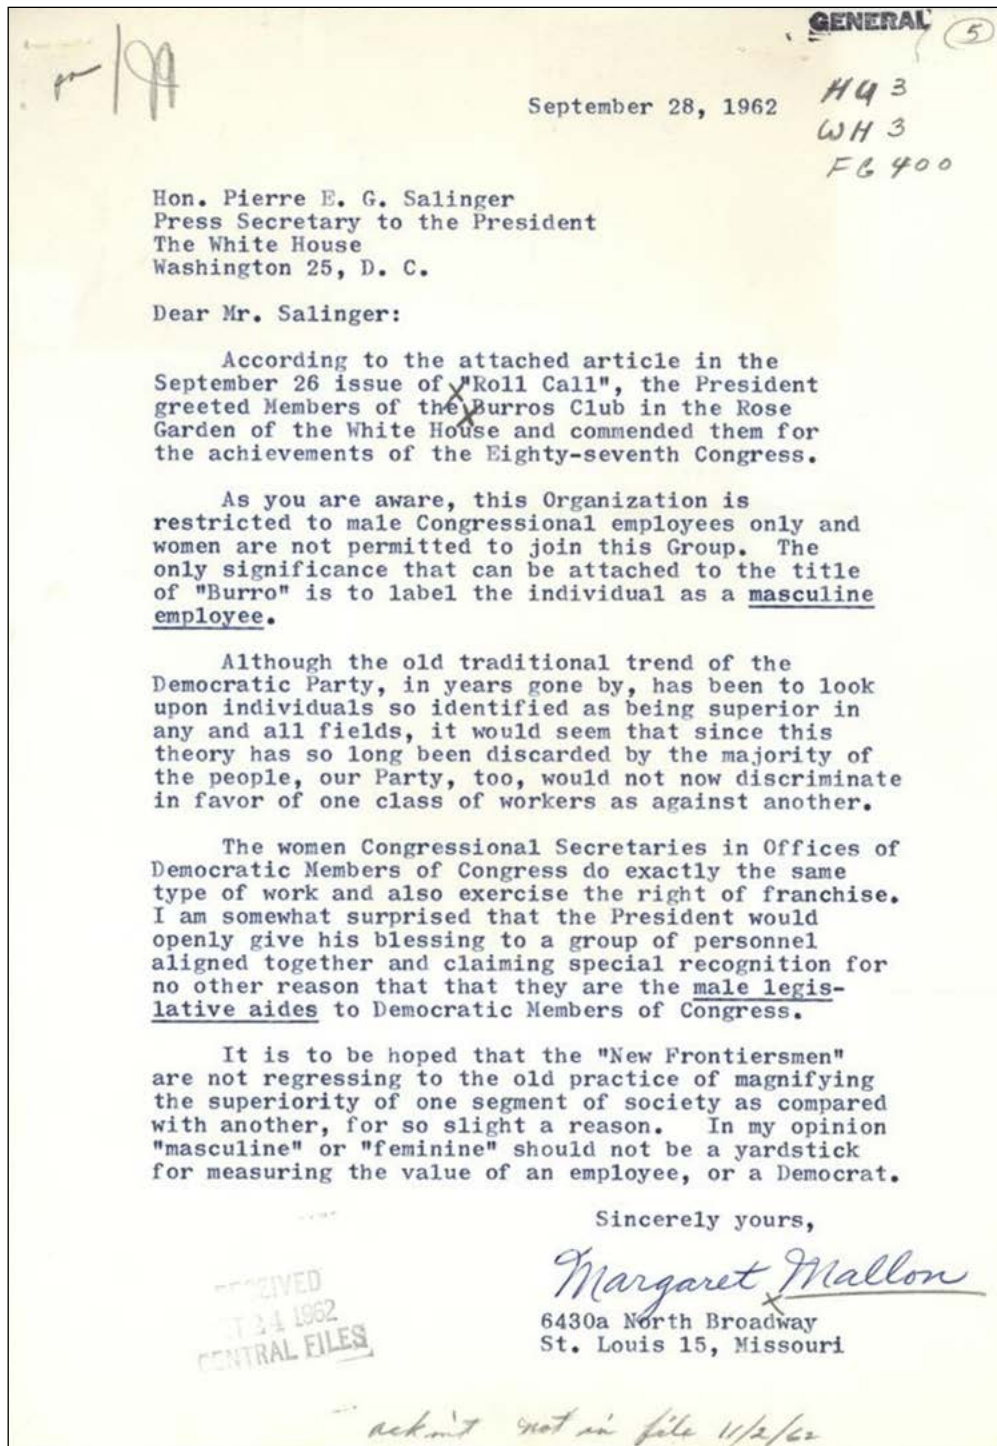 GENERAL
5
September 28, 1962
HU 3
WH 3
FG 400
Hon. Pierre E. G. Salinger
Press Secretary to the President
The White House
Washington 25, D. C.
Dear Mr. Salinger:
According to the attached article in the
September 26 issue of "Roll Call", the President
greeted Members of the Burros Club in the Rose
Garden of the White House and commended them for
the achievements of the Eighty-seventh Congress.
As you are aware, this Organization is
restricted to male Congressional employees only and
women are not permitted to join this Group. The
only significance that can be attached to the title
of "Burro" is to label the individual as a masculine
employee.
Although the old traditional trend of the
Democratic Party, in years gone by, has been to look
upon individuals so identified as being superior in
any and all fields, it would seem that since this
theory has so long been discarded by the majority of
the people, our Party, too, would not now discriminate
in favor of one class of workers as against another.
The women Congressional Secretaries in Offices of
Democratic Members of Congress do exactly the same
type of work and also exercise the right of franchise.
I am somewhat surprised that the President would
openly give his blessing to a group of personnel
aligned together and claiming special recognition for
no other reason that that they are the male legis-
lative aides to Democratic Members of Congress.
It is to be hoped that the "New Frontiersmen"
are not regressing to the old practice of magnifying
the superiority of one segment of society as compared
with another, for so slight a reason. In my opinion
"masculine" or "feminine" should not be a yardstick
for measuring the value of an employee, or a Democrat.
Sincerely yours,
Margaret Mallon
6430a North Broadway
St. Louis 15, Missouri
RECEIVED
24 1962
CENTRAL FILES
not in file 11/2/62